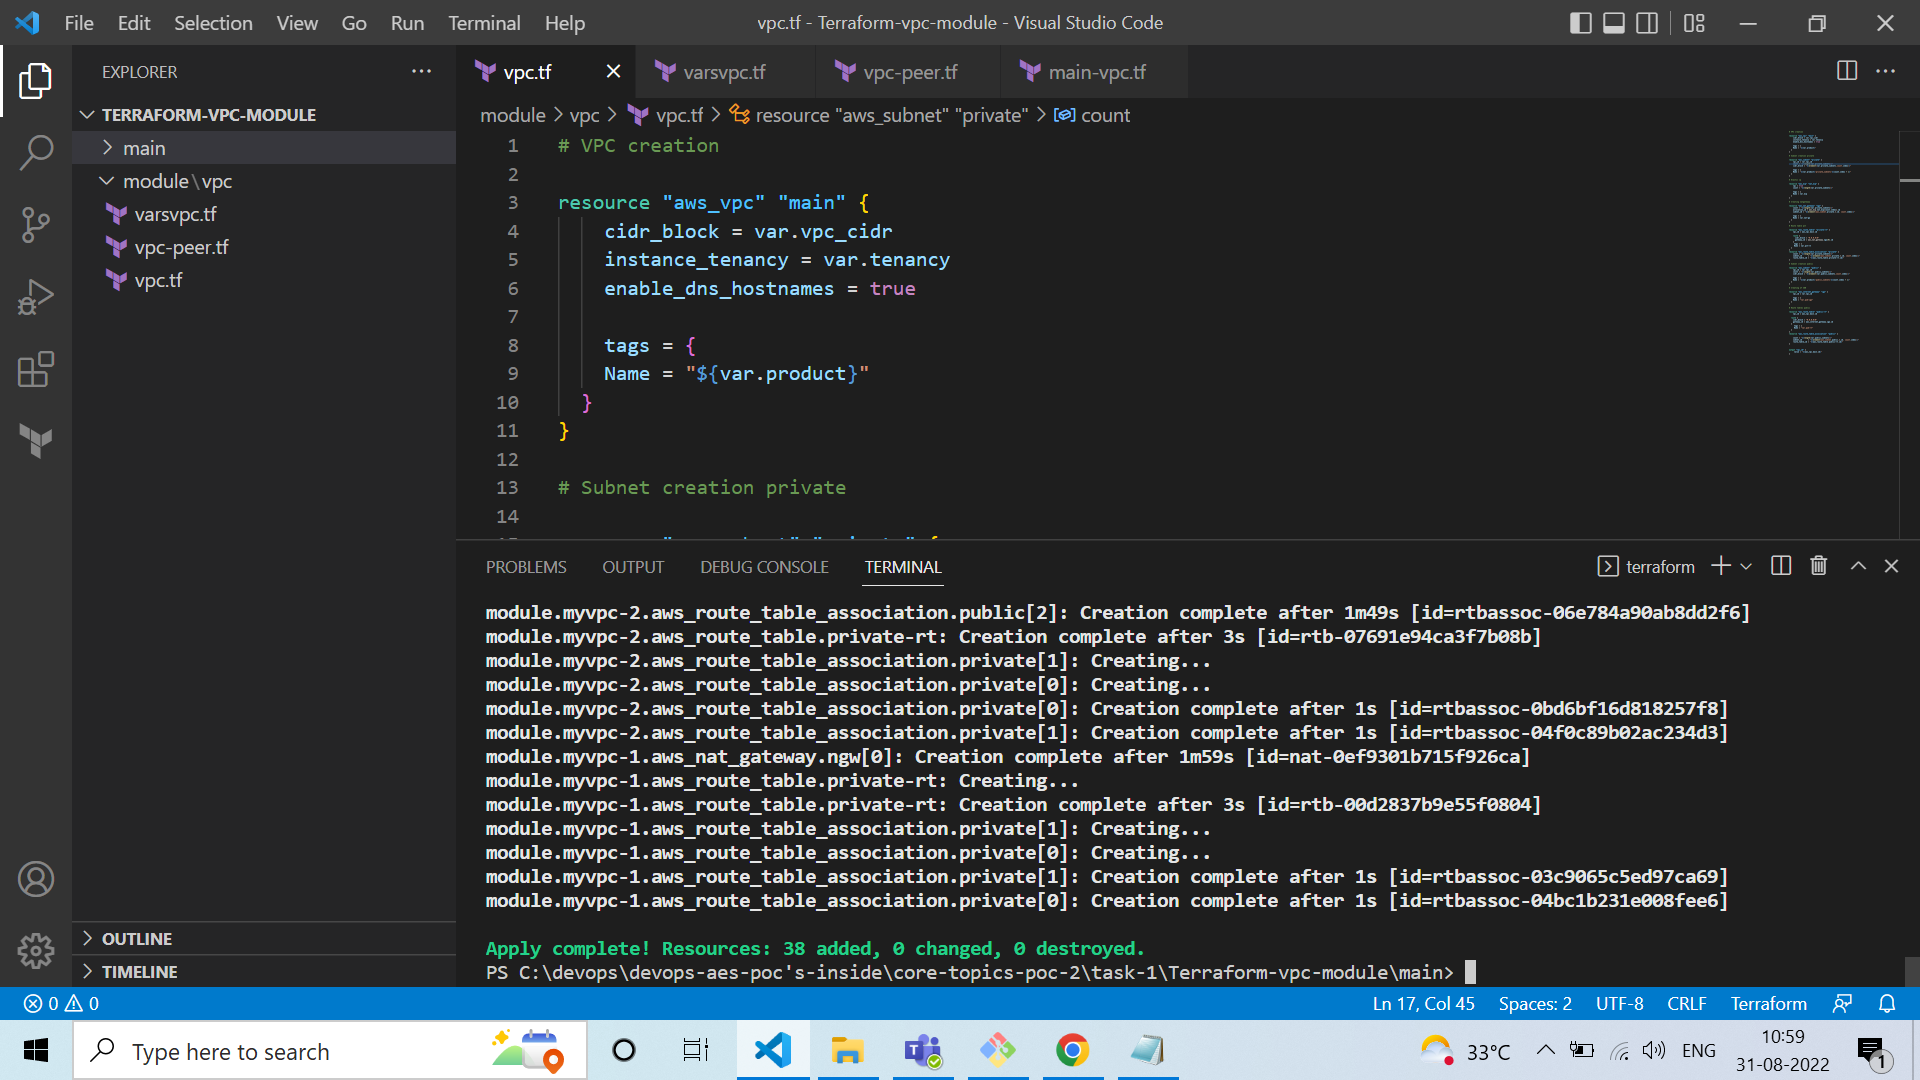 File Edit Selection View Go Run Terminal Help
vpc.tf - Terraform-vpc-module - Visual Studio Code
EXPLORER
TERRAFORM-VPC-MODULE
main
module\vpc
varsvpc.tf
vpc-peer.tf
vpc.tf
OUTLINE
TIMELINE
vpc.tf varsvpc.tf vpc-peer.tf main-vpc.tf
module > vpc > vpc.tf > resource "aws_subnet" "private" > count
1 # VPC creation
2
3 resource "aws_vpc" "main" {
4 cidr_block = var.vpc_cidr
5 instance_tenancy = var.tenancy
6 enable_dns_hostnames = true
7
8 tags = {
9 Name = "${var.product}"
10 }
11 }
12
13 # Subnet creation private
14
PROBLEMS OUTPUT DEBUG CONSOLE TERMINAL
terraform
module.myvpc-2.aws_route_table_association.public[2]: Creation complete after 1m49s [id=rtbassoc-06e784a90ab8dd2f6]
module.myvpc-2.aws_route_table.private-rt: Creation complete after 3s [id=rtb-07691e94ca3f7b08b]
module.myvpc-2.aws_route_table_association.private[1]: Creating...
module.myvpc-2.aws_route_table_association.private[0]: Creating...
module.myvpc-2.aws_route_table_association.private[0]: Creation complete after 1s [id=rtbassoc-0bd6bf16d818257f8]
module.myvpc-2.aws_route_table_association.private[1]: Creation complete after 1s [id=rtbassoc-04f0c89b02ac234d3]
module.myvpc-1.aws_nat_gateway.ngw[0]: Creation complete after 1m59s [id=nat-0ef9301b715f926ca]
module.myvpc-1.aws_route_table.private-rt: Creating...
module.myvpc-1.aws_route_table.private-rt: Creation complete after 3s [id=rtb-00d2837b9e55f0804]
module.myvpc-1.aws_route_table_association.private[1]: Creating...
module.myvpc-1.aws_route_table_association.private[0]: Creating...
module.myvpc-1.aws_route_table_association.private[1]: Creation complete after 1s [id=rtbassoc-03c9065c5ed97ca69]
module.myvpc-1.aws_route_table_association.private[0]: Creation complete after 1s [id=rtbassoc-04bc1b231e008fee6]
Apply complete! Resources: 38 added, 0 changed, 0 destroyed.
PS C:\devops\devops-aes-poc's-inside\core-topics-poc-2\task-1\Terraform-vpc-module\main>
0 0 Ln 17, Col 45 Spaces: 2 UTF-8 CRLF Terraform
Type here to search
33°C ENG
10:59
31-08-2022
1